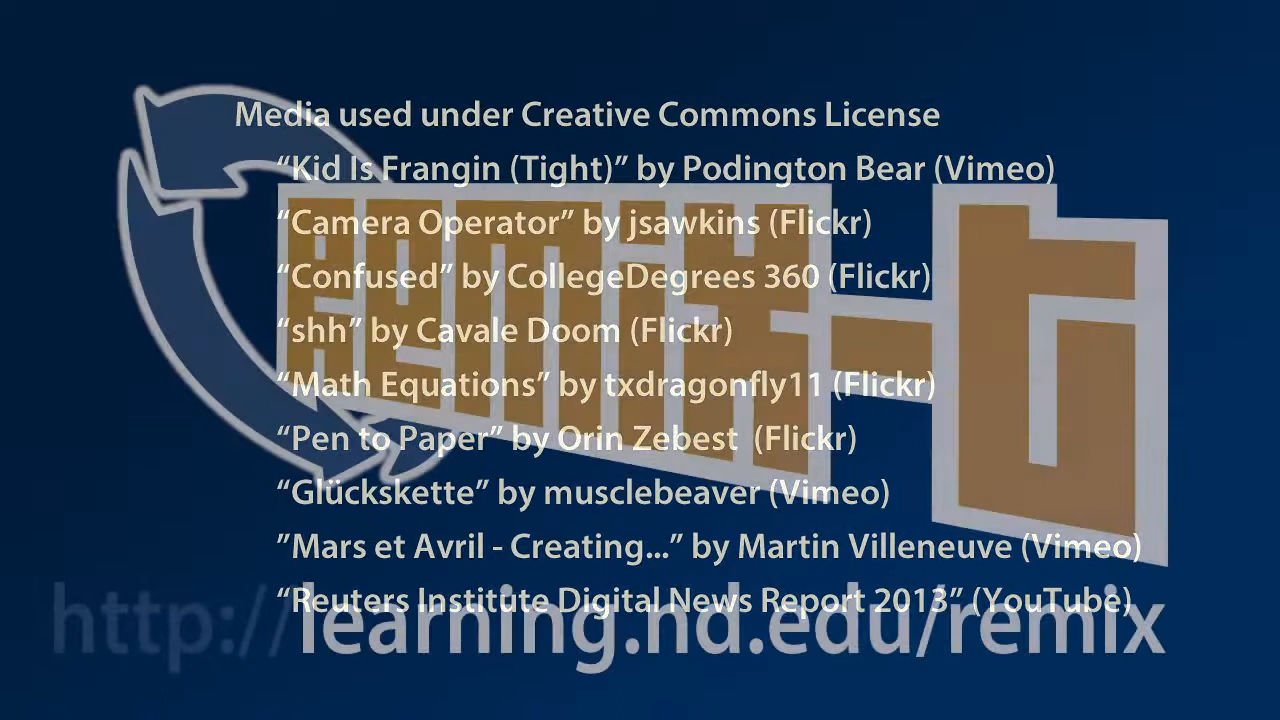 Media used under Creative Commons License
“Kid Is Frangin (Tight)” by Podington Bear (Vimeo)
“Camera Operator” by jsawkins (Flickr)
“Confused” by CollegeDegrees 360 (Flickr)
“shh” by Cavale Doom (Flickr)
“Math Equations” by txdragonfly11 (Flickr)
“Pen to Paper” by Orin Zebest  (Flickr)
“Glückskette” by musclebeaver (Vimeo)
”Mars et Avril - Creating...” by Martin Villeneuve (Vimeo)
“Reuters Institute Digital News Report 2013” (YouTube)
Remix-T
http://learning.nd.edu/remix